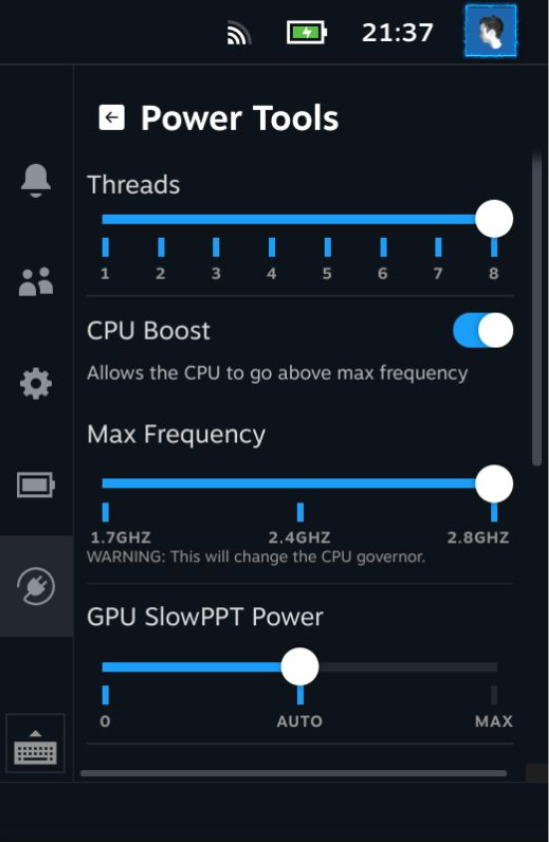 21:37
Power Tools
Threads
1 2 3 4 5 6 7 8
CPU Boost
Allows the CPU to go above max frequency
Max Frequency
1.7GHZ 2.4GHZ 2.8GHZ
WARNING: This will change the CPU governor.
GPU SlowPPT Power
0 AUTO MAX